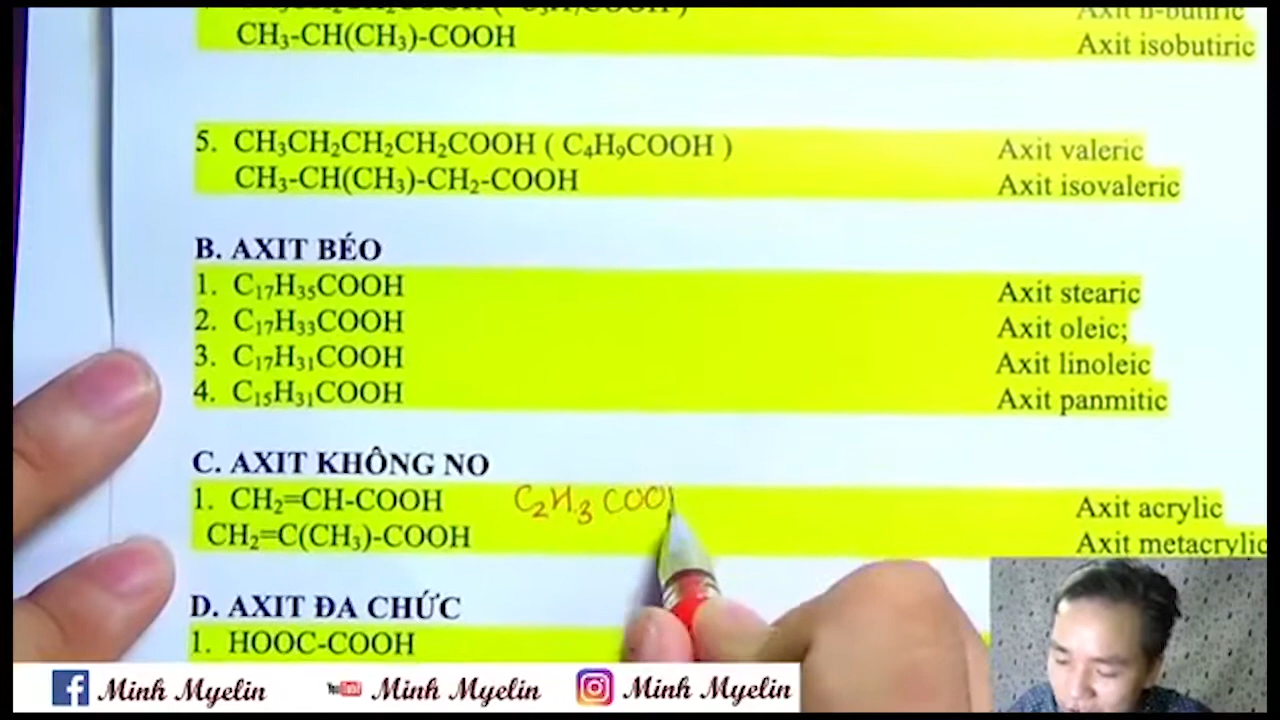 CH₃-CH(CH₃)-COOH Axit isobutiric
5. CH₃CH₂CH₂CH₂COOH ( C₄H₉COOH ) Axit valeric
CH₃-CH(CH₃)-CH₂-COOH Axit isovaleric
B. AXIT BÉO
1. C₁₇H₃₅COOH Axit stearic
2. C₁₇H₃₃COOH Axit oleic;
3. C₁₇H₃₁COOH Axit linoleic
4. C₁₅H₃₁COOH Axit panmitic
C. AXIT KHÔNG NO
1. CH₂=CH-COOH C₂H₃COO Axit acrylic
CH₂=C(CH₃)-COOH Axit metacrylic
D. AXIT ĐA CHỨC
1. HOOC-COOH
Minh Myelin YouTube Minh Myelin Minh Myelin